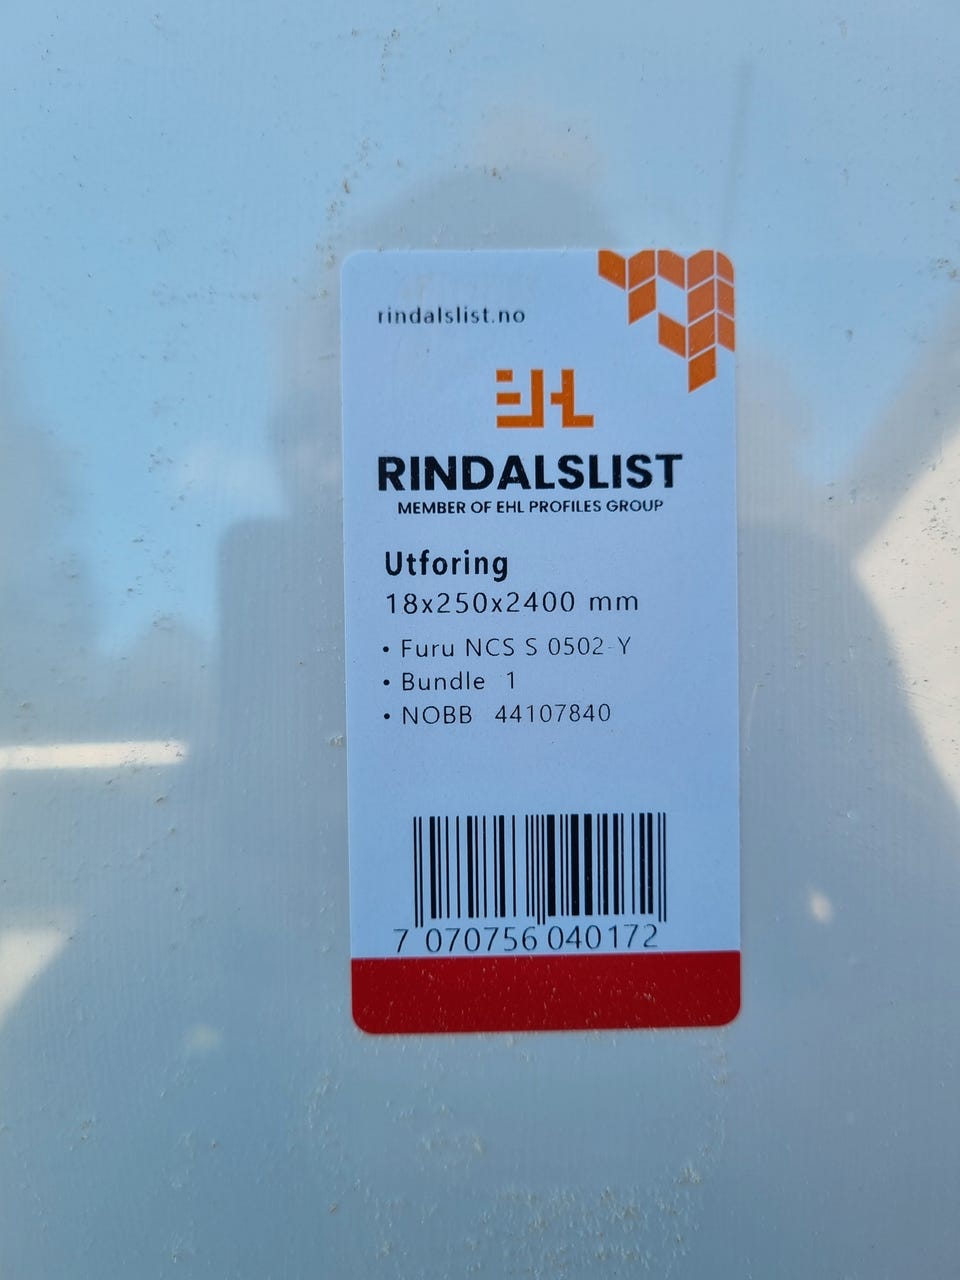 rindalslist.no
EHL
RINDALSLIST
MEMBER OF EHL PROFILES GROUP
Utforing
18x250x2400 mm
• Furu NCS S 0502-Y
• Bundle 1
• NOBB 44107840
7 070756 040172